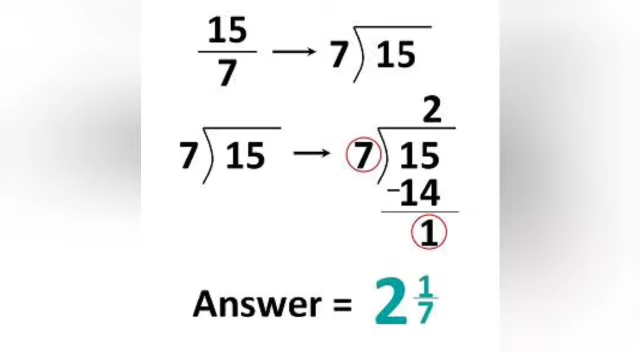 15/7 → 7)15
2
7)15 → 7)15
−14
1
Answer = 2 1/7